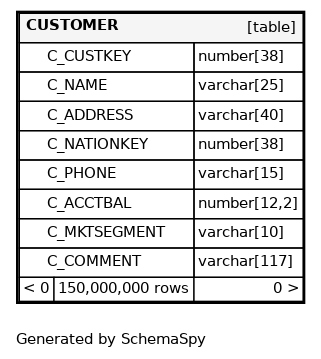 CUSTOMER [table]
C_CUSTKEY number[38]
C_NAME varchar[25]
C_ADDRESS varchar[40]
C_NATIONKEY number[38]
C_PHONE varchar[15]
C_ACCTBAL number[12,2]
C_MKTSEGMENT varchar[10]
C_COMMENT varchar[117]
< 0 150,000,000 rows 0 >
Generated by SchemaSpy